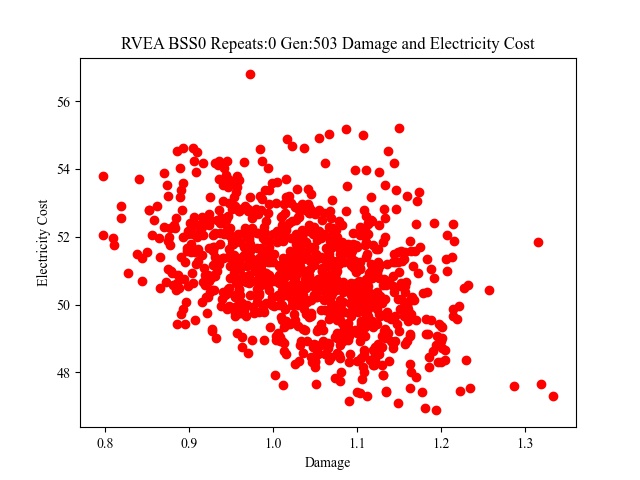 RVEA BSS0 Repeats:0 Gen:503 Damage and Electricity Cost
Electricity Cost
56
54
52
50
48
0.8 0.9 1.0 1.1 1.2 1.3
Damage